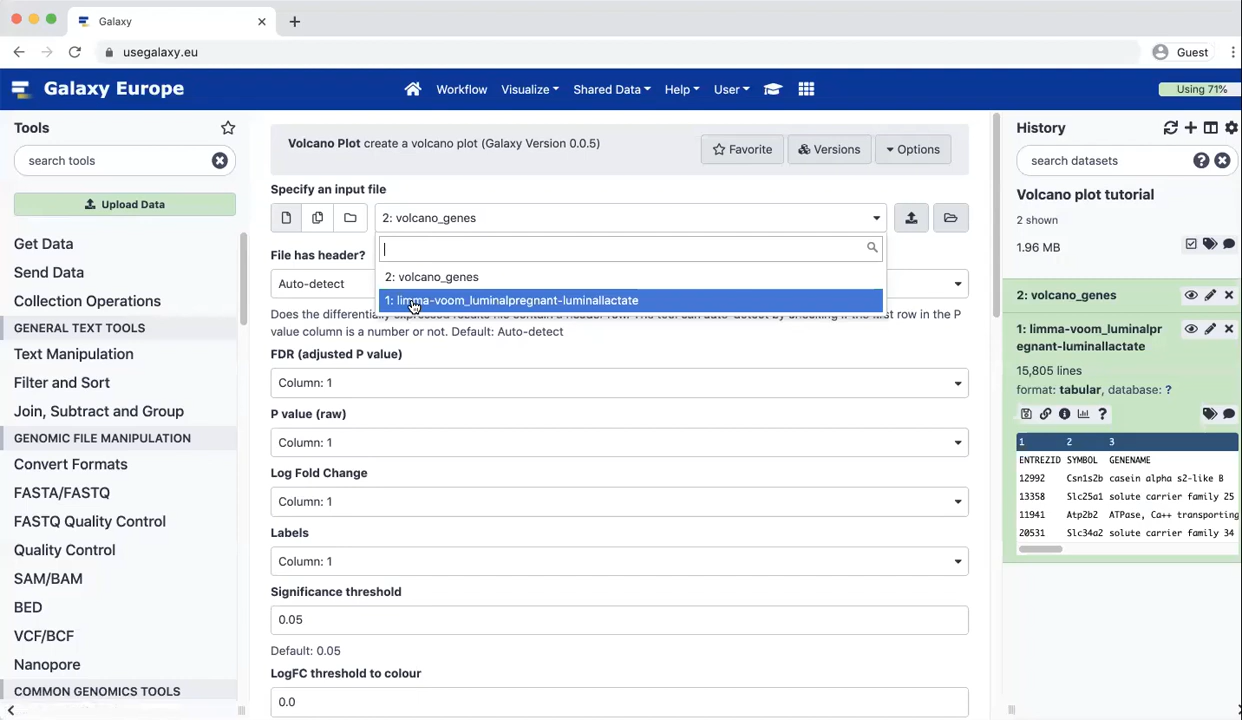 Galaxy
usegalaxy.eu
Guest
Galaxy Europe
Workflow
Visualize
Shared Data
Help
User
Using 71%
Tools
search tools
Upload Data
Get Data
Send Data
Collection Operations
GENERAL TEXT TOOLS
Text Manipulation
Filter and Sort
Join, Subtract and Group
GENOMIC FILE MANIPULATION
Convert Formats
FASTA/FASTQ
FASTQ Quality Control
Quality Control
SAM/BAM
BED
VCF/BCF
Nanopore
COMMON GENOMICS TOOLS
Volcano Plot create a volcano plot (Galaxy Version 0.0.5)
Favorite
Versions
Options
Specify an input file
2: volcano_genes
File has header?
2: volcano_genes
Auto-detect
1: limma-voom_luminalpregnant-luminallactate
Does the differentially expressed results file contain a header row. The tool can auto-detect by checking if the first row in the P
value column is a number or not. Default: Auto-detect
FDR (adjusted P value)
Column: 1
P value (raw)
Column: 1
Log Fold Change
Column: 1
Labels
Column: 1
Significance threshold
0.05
Default: 0.05
LogFC threshold to colour
0.0
History
search datasets
Volcano plot tutorial
2 shown
1.96 MB
2: volcano_genes
1: limma-voom_luminalpr
egnant-luminallactate
15,805 lines
format: tabular, database: ?
1 2 3
ENTREZID SYMBOL GENENAME
12992 Csn1s2b casein alpha s2-like B
13358 Slc25a1 solute carrier family 25
11941 Atp2b2 ATPase, Ca++ transporting
20531 Slc34a2 solute carrier family 34